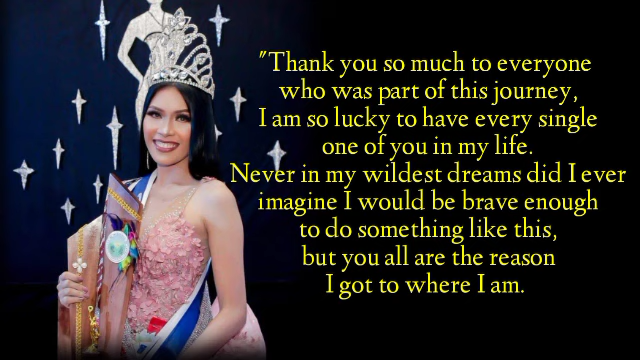 "Thank you so much to everyone
who was part of this journey,
I am so lucky to have every single
one of you in my life.
Never in my wildest dreams did I ever
imagine I would be brave enough
to do something like this,
but you all are the reason
I got to where I am.